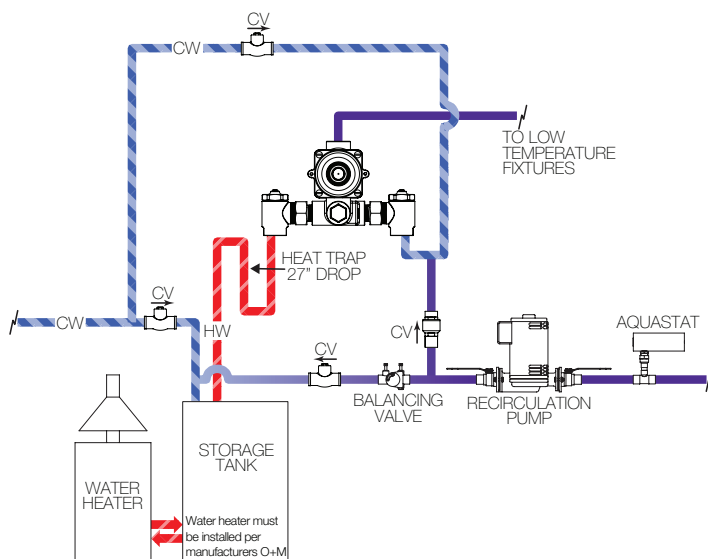 CV
CW
TO LOW
TEMPERATURE
FIXTURES
HEAT TRAP
27" DROP
CV
CW
HW
CV
AQUASTAT
CV
BALANCING
VALVE
RECIRCULATION
PUMP
STORAGE
TANK
WATER
HEATER
Water heater must
be installed per
manufacturers O+M